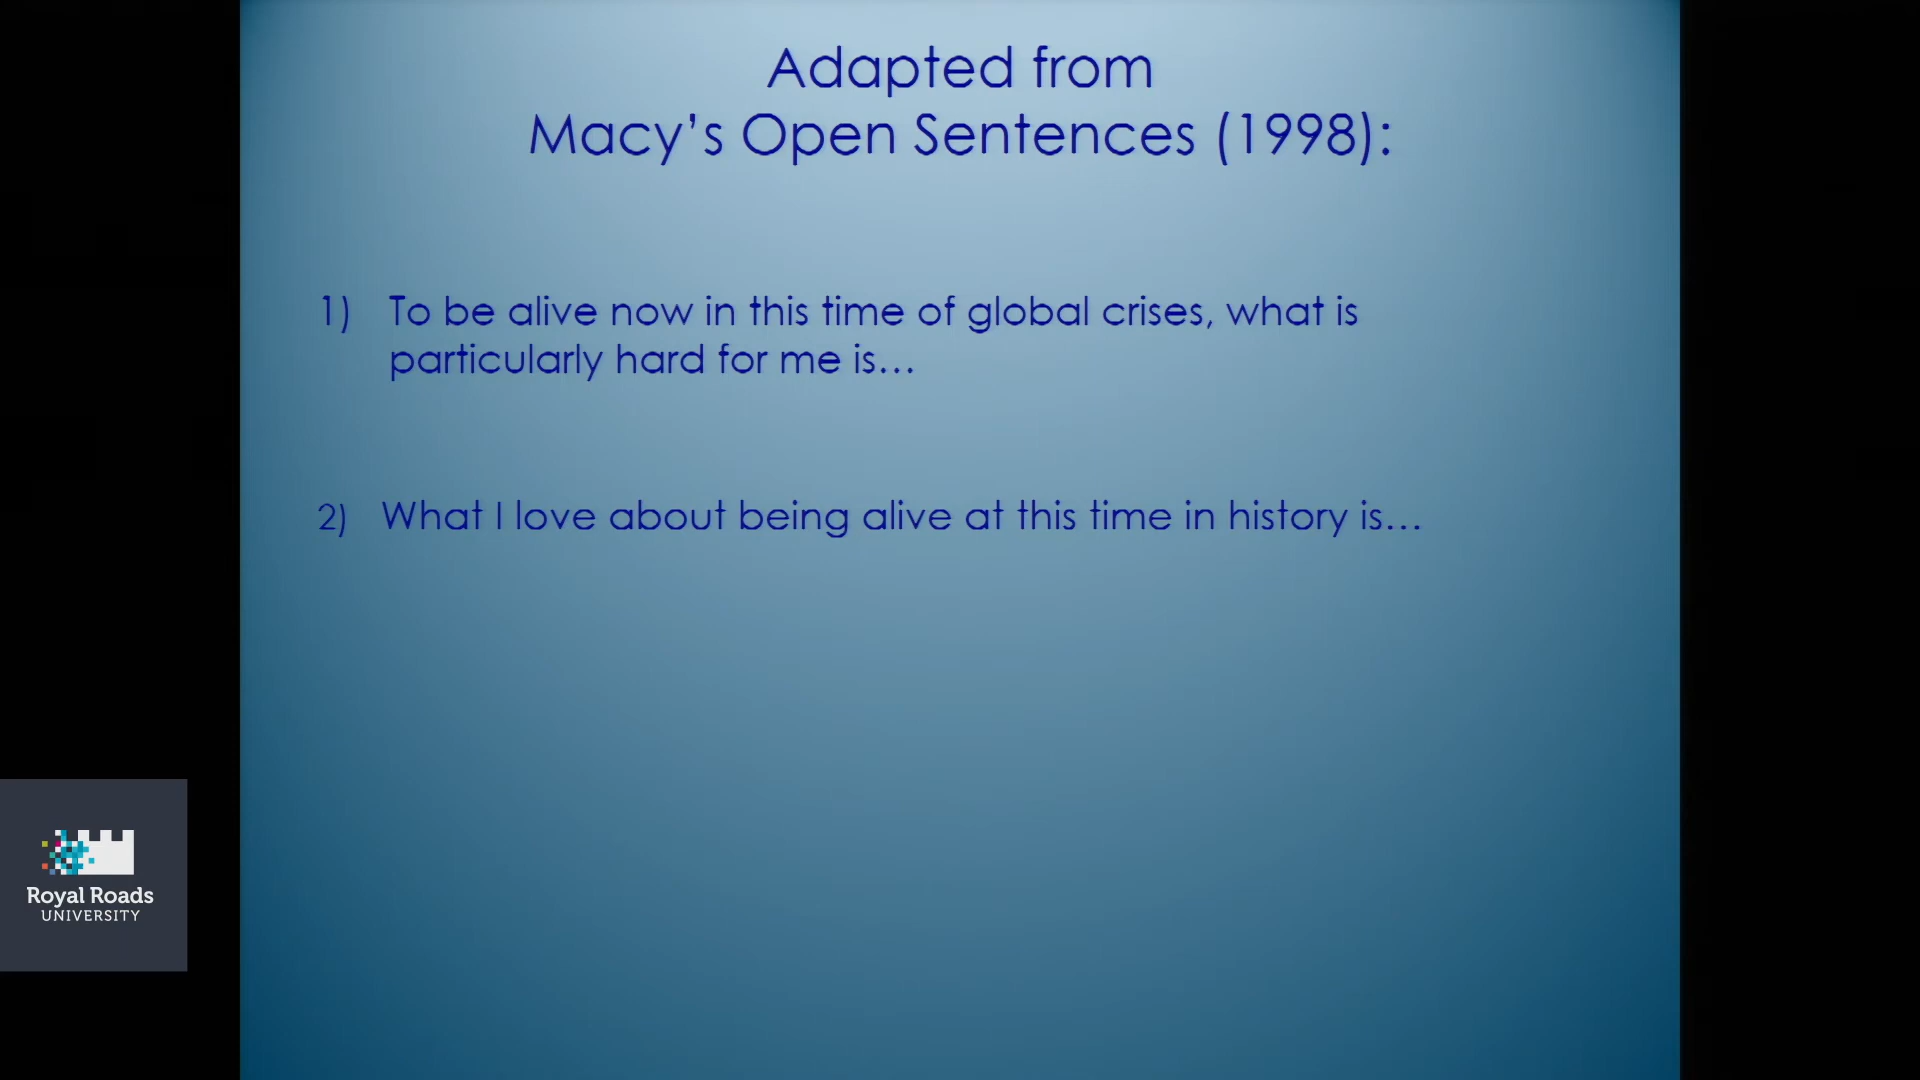 Adapted from
Macy's Open Sentences (1998):
1) To be alive now in this time of global crises, what is
particularly hard for me is...
2) What I love about being alive at this time in history is...
Royal Roads
UNIVERSITY